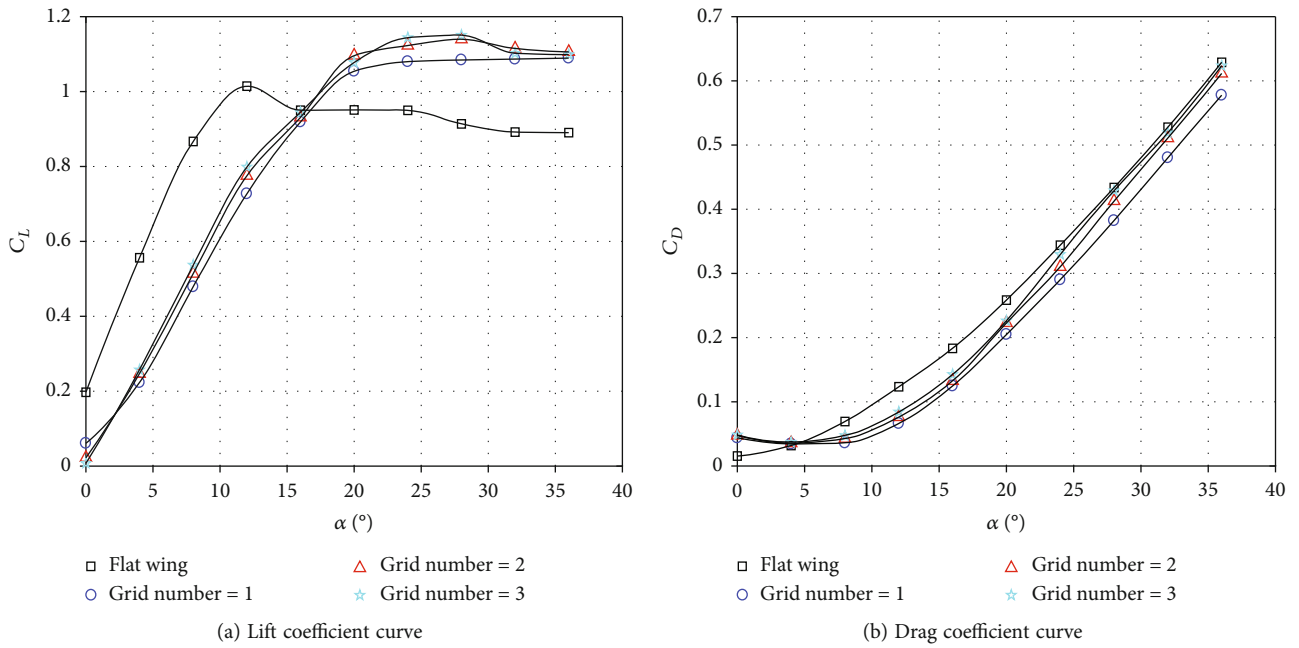 1.2
1
0.8
0.6
0.4
0.2
0
C_L
0 5 10 15 20 25 30 35 40
α (°)
Flat wing
Grid number = 1
Grid number = 2
Grid number = 3
(a) Lift coefficient curve
0.7
0.6
0.5
0.4
0.3
0.2
0.1
0
C_D
0 5 10 15 20 25 30 35 40
α (°)
Flat wing
Grid number = 1
Grid number = 2
Grid number = 3
(b) Drag coefficient curve